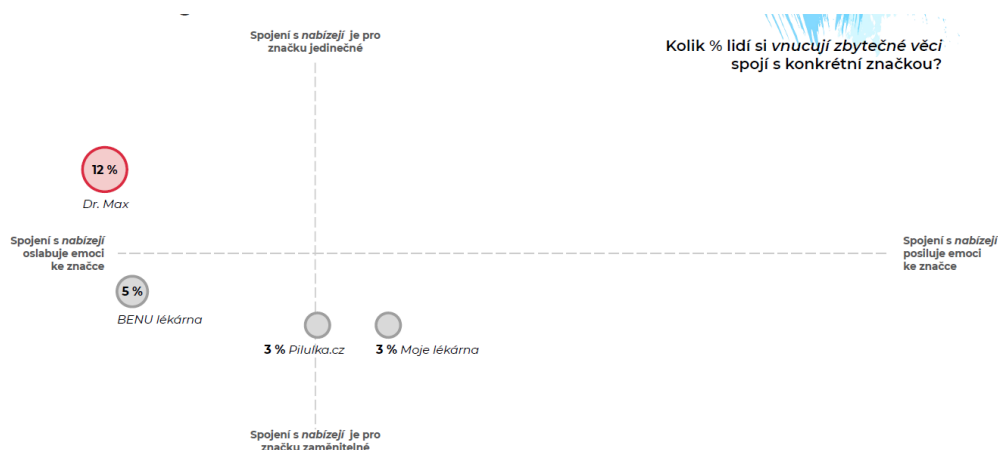 Spojení s nabízejí je pro
značku jedinečné
Kolik % lidí si vnucují zbytečné věci
spojí s konkrétní značkou?
12 %
Dr. Max
Spojení s nabízejí
oslabuje emoci
ke značce
Spojení s nabízejí
posiluje emoci
ke značce
5 %
BENU lékárna
3 % Pilulka.cz
3 % Moje lékárna
Spojení s nabízejí je pro
značku zaměnitelné